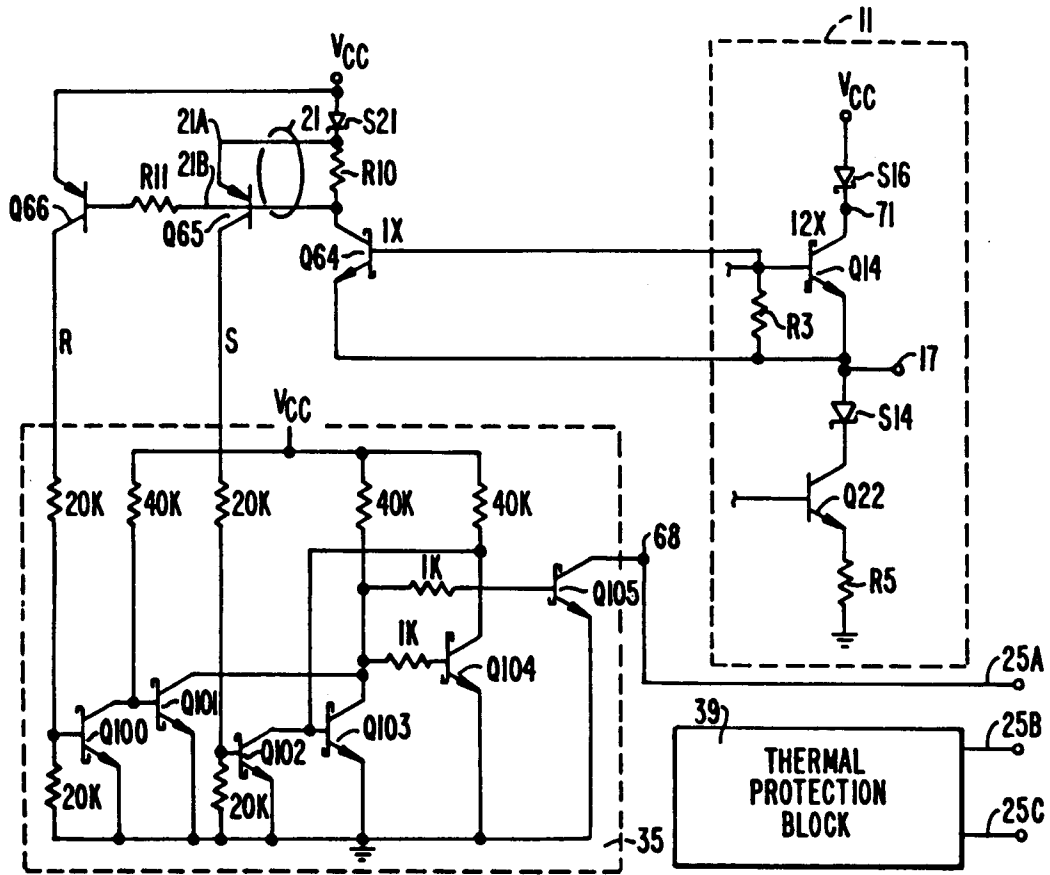 11
VCC
21A
21
S21
VCC
R11
21B
R10
S16
Q66
71
Q65
1X
12X
Q64
Q14
R3
R
S
17
VCC
S14
20K
40K
20K
40K
40K
Q22
68
1K
Q105
R5
1K
Q104
25A
Q101
39
Q100
Q103
Q102
25B
THERMAL
PROTECTION
BLOCK
20K
20K
25C
35